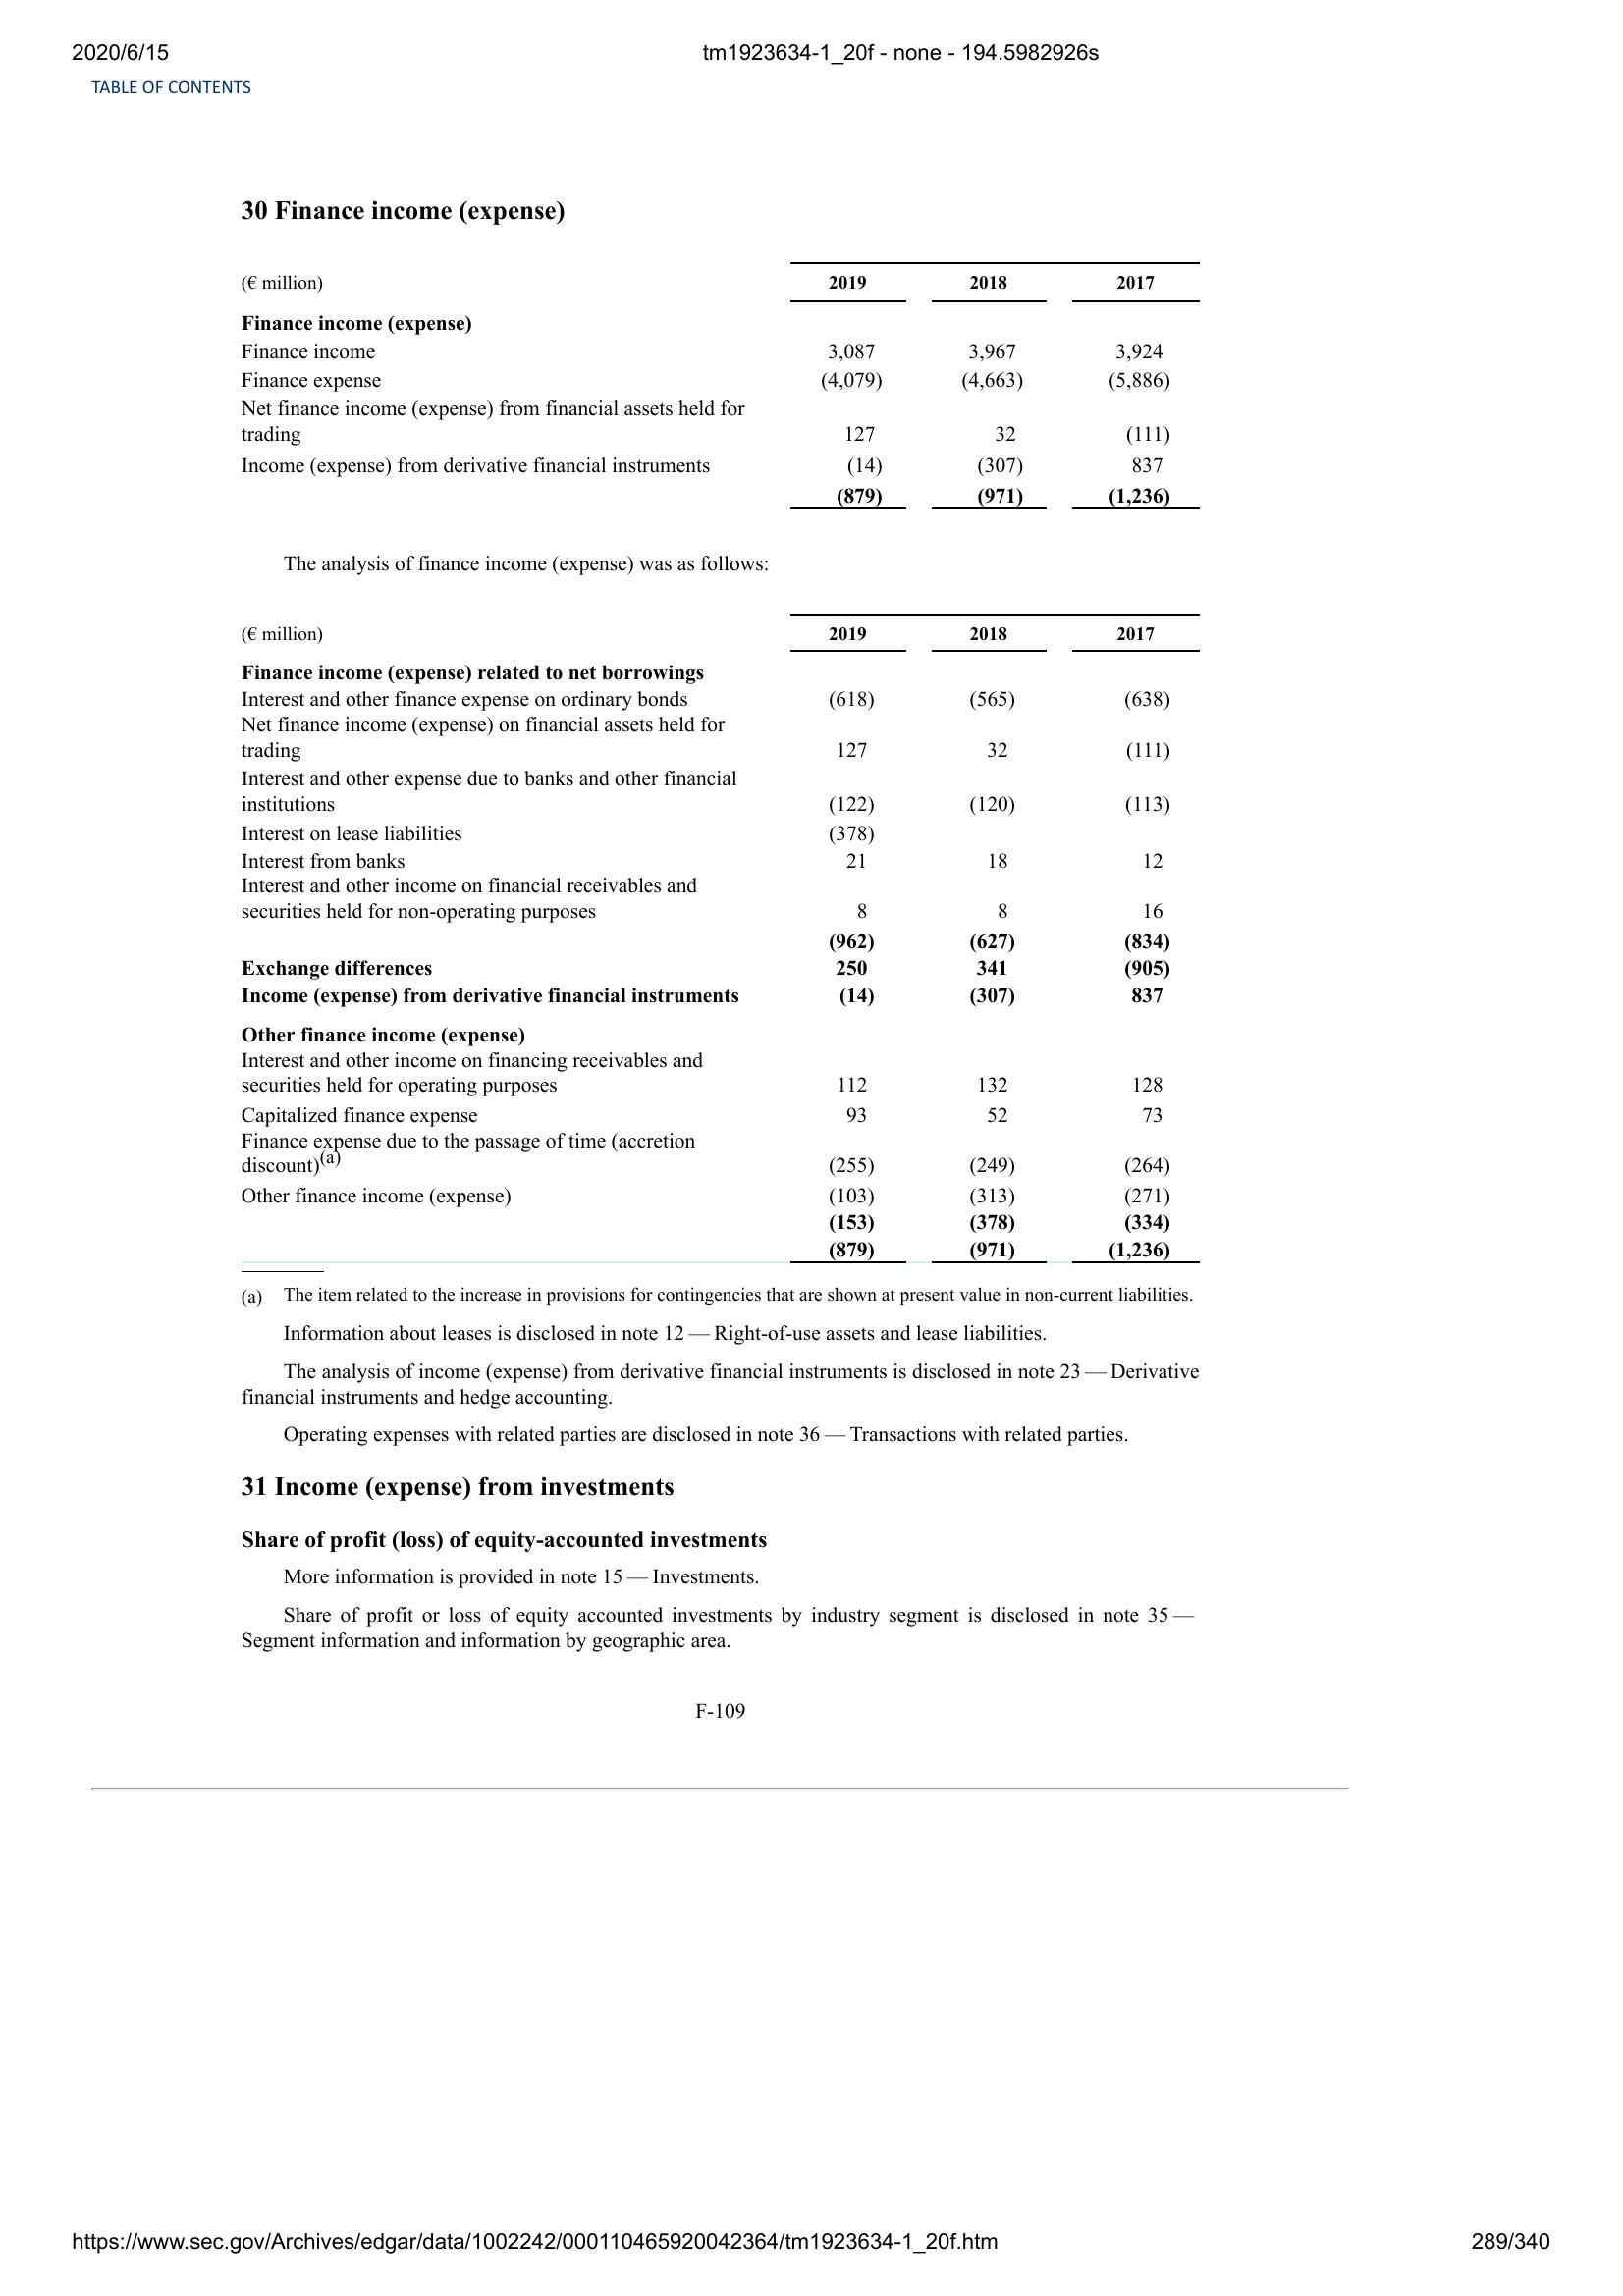 2020/6/15 tm1923634-1_20f - none - 194.5982926s
TABLE OF CONTENTS
30 Finance income (expense)
(€ million) 2019 2018 2017
Finance income (expense)
Finance income 3,087 3,967 3,924
Finance expense (4,079) (4,663) (5,886)
Net finance income (expense) from financial assets held for
trading 127 32 (111)
Income (expense) from derivative financial instruments (14) (307) 837
(879) (971) (1,236)
The analysis of finance income (expense) was as follows:
(€ million) 2019 2018 2017
Finance income (expense) related to net borrowings
Interest and other finance expense on ordinary bonds (618) (565) (638)
Net finance income (expense) on financial assets held for
trading 127 32 (111)
Interest and other expense due to banks and other financial
institutions (122) (120) (113)
Interest on lease liabilities (378)
Interest from banks 21 18 12
Interest and other income on financial receivables and
securities held for non-operating purposes 8 8 16
(962) (627) (834)
Exchange differences 250 341 (905)
Income (expense) from derivative financial instruments (14) (307) 837
Other finance income (expense)
Interest and other income on financing receivables and
securities held for operating purposes 112 132 128
Capitalized finance expense 93 52 73
Finance expense due to the passage of time (accretion
discount)(a) (255) (249) (264)
Other finance income (expense) (103) (313) (271)
(153) (378) (334)
(879) (971) (1,236)
(a) The item related to the increase in provisions for contingencies that are shown at present value in non-current liabilities.
Information about leases is disclosed in note 12 — Right-of-use assets and lease liabilities.
The analysis of income (expense) from derivative financial instruments is disclosed in note 23 — Derivative
financial instruments and hedge accounting.
Operating expenses with related parties are disclosed in note 36 — Transactions with related parties.
31 Income (expense) from investments
Share of profit (loss) of equity-accounted investments
More information is provided in note 15 — Investments.
Share of profit or loss of equity accounted investments by industry segment is disclosed in note 35 —
Segment information and information by geographic area.
F-109
https://www.sec.gov/Archives/edgar/data/1002242/000110465920042364/tm1923634-1_20f.htm 289/340